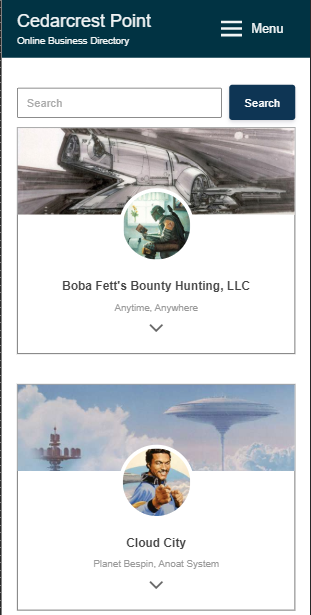 Cedarcrest Point
Online Business Directory
Menu
Search
Search
Boba Fett's Bounty Hunting, LLC
Anytime, Anywhere
Cloud City
Planet Bespin, Anoat System